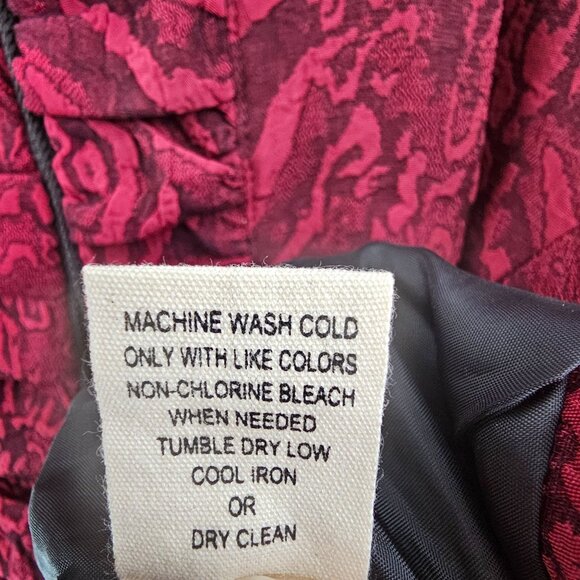 MACHINE WASH COLD
ONLY WITH LIKE COLORS
NON-CHLORINE BLEACH
WHEN NEEDED
TUMBLE DRY LOW
COOL IRON
OR
DRY CLEAN